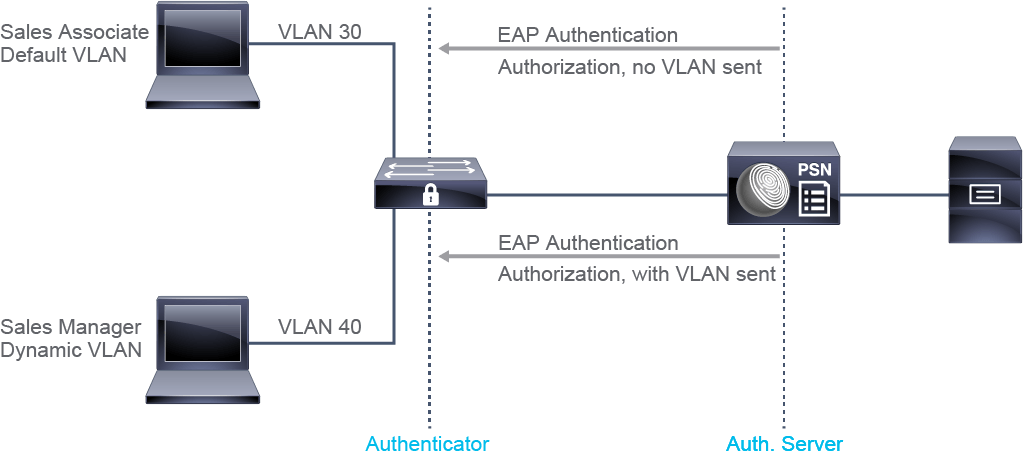 Sales Associate
Default VLAN
VLAN 30
EAP Authentication
Authorization, no VLAN sent
PSN
EAP Authentication
Authorization, with VLAN sent
Sales Manager
Dynamic VLAN
VLAN 40
Authenticator
Auth. Server